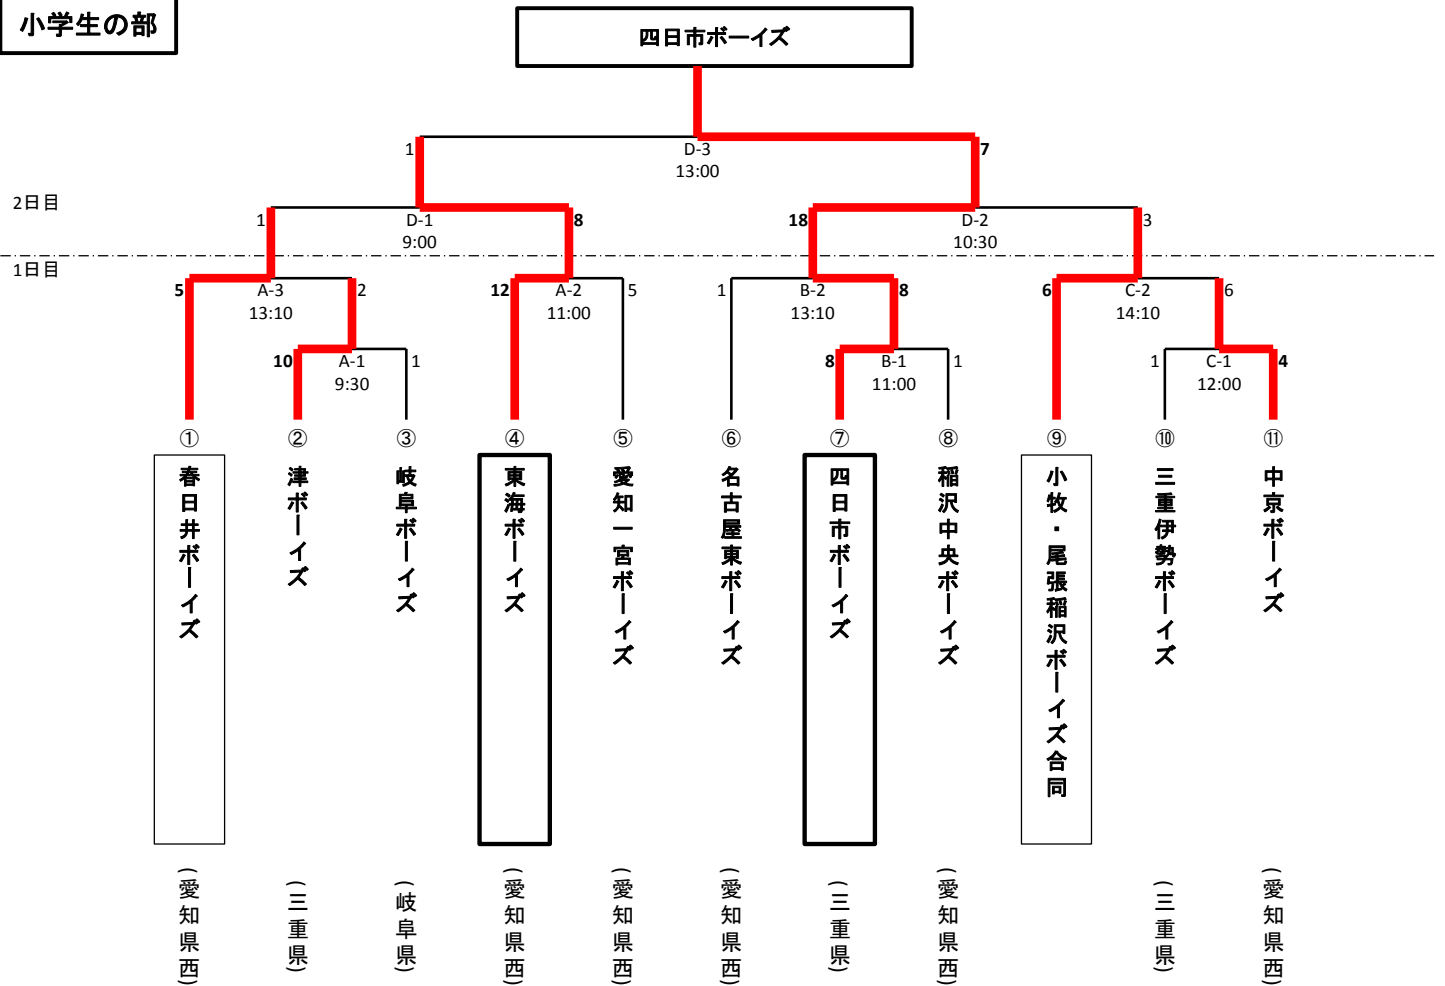 小学生の部
四日市ボーイズ
1
D-3
7
13:00
2日目
1
D-1
8
18
D-2
3
9:00
10:30
1日目
5
A-3
2
12
A-2
5
1
B-2
8
6
C-2
6
13:10
11:00
13:10
14:10
10
A-1
1
8
B-1
1
1
C-1
4
9:30
11:00
12:00
①
②
③
④
⑤
⑥
⑦
⑧
⑨
⑩
⑪
春日井ボーイズ
津ボーイズ
岐阜ボーイズ
東海ボーイズ
愛知一宮ボーイズ
名古屋東ボーイズ
四日市ボーイズ
稲沢中央ボーイズ
小牧・尾張稲沢ボーイズ合同
三重伊勢ボーイズ
中京ボーイズ
(愛知県西)
(三重県)
(岐阜県)
(愛知県西)
(愛知県西)
(愛知県西)
(三重県)
(愛知県西)
(三重県)
(愛知県西)